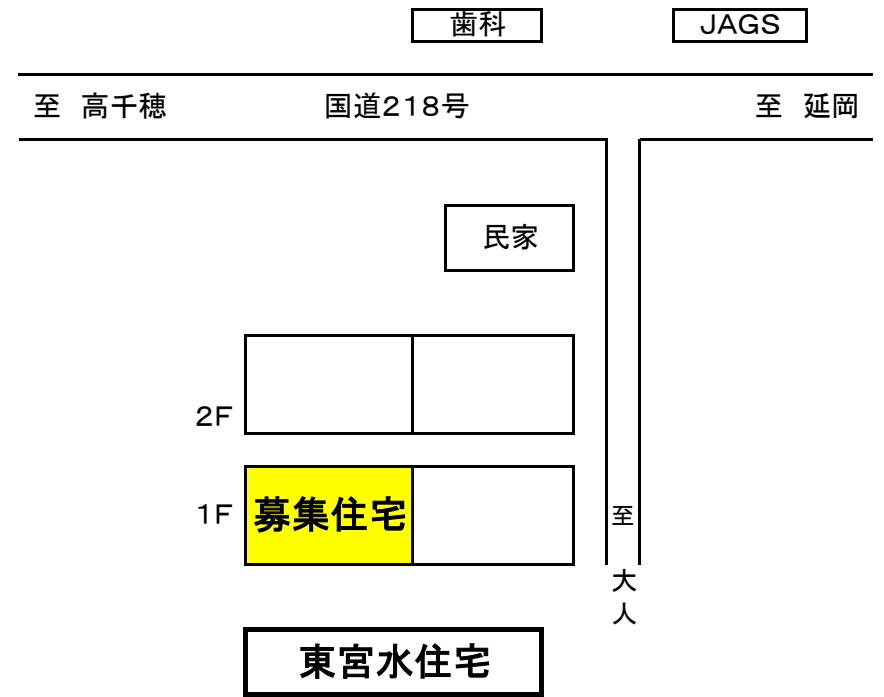 歯科
JAGS
至 高千穂
国道218号
至 延岡
民家
2F
1F
募集住宅
至 大人
東宮水住宅